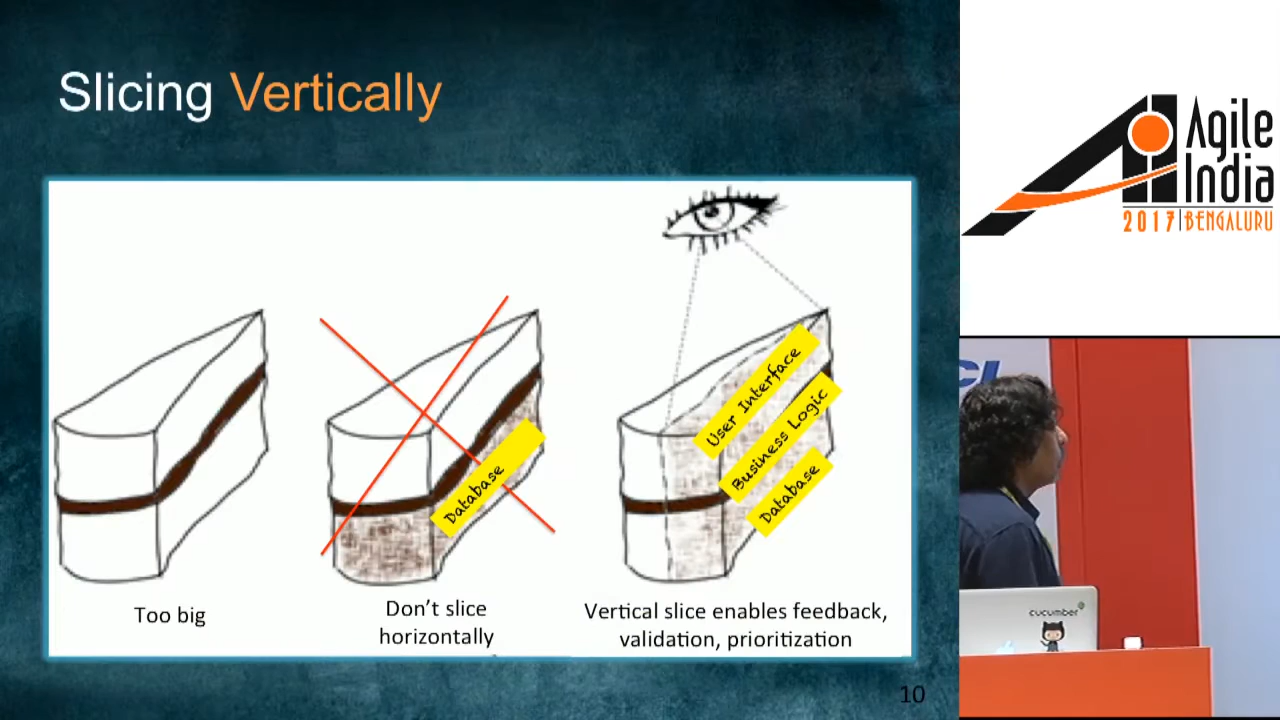 Slicing Vertically
User Interface
Business Logic
Database
Database
Too big
Don't slice
horizontally
Vertical slice enables feedback,
validation, prioritization
10
Agile
India
2017 | BENGALURU
cucumber